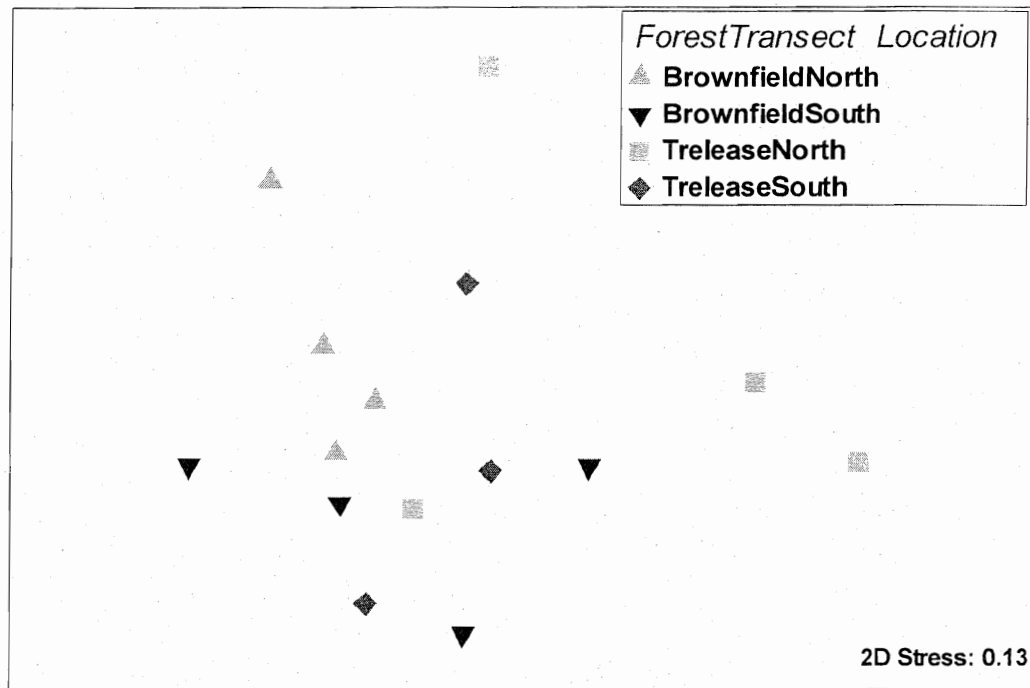 ForestTransect Location
BrownfieldNorth
BrownfieldSouth
TreleaseNorth
TreleaseSouth
2D Stress: 0.13